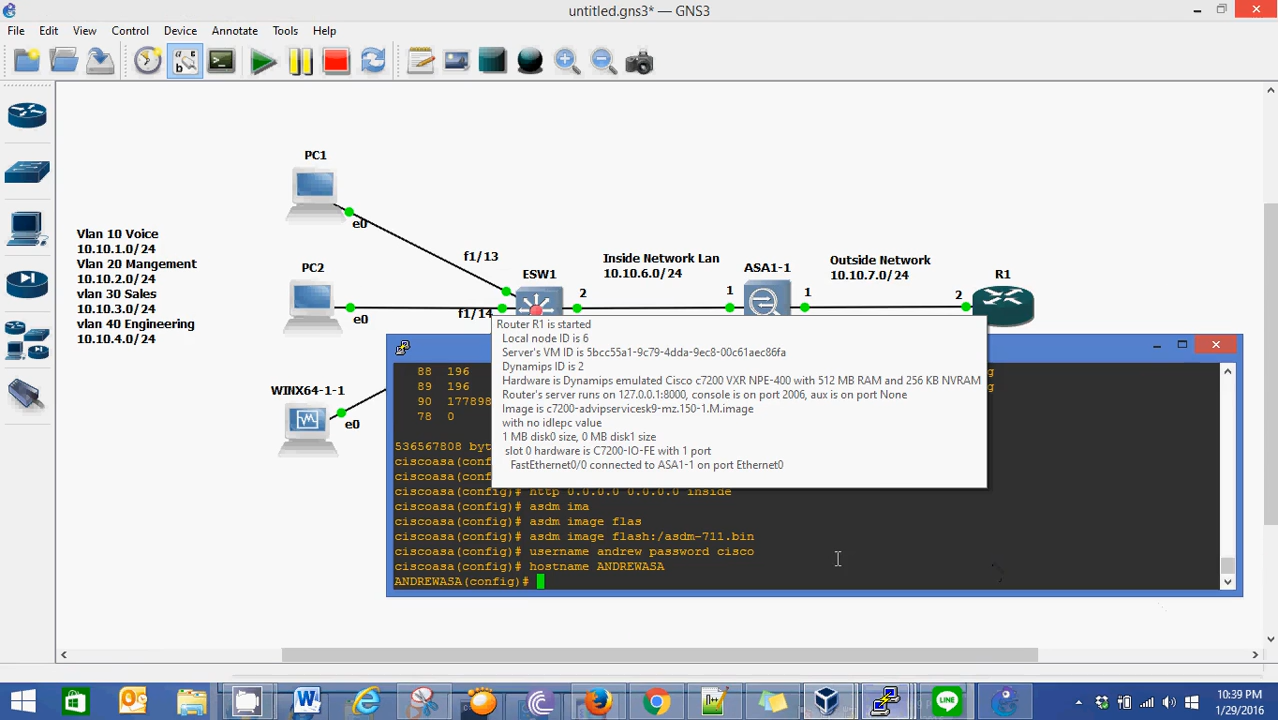 untitled.gns3* — GNS3
File Edit View Control Device Annotate Tools Help
PC1
e0
Vlan 10 Voice
10.10.1.0/24
Vlan 20 Mangement
10.10.2.0/24
vlan 30 Sales
10.10.3.0/24
vlan 40 Engineering
10.10.4.0/24
f1/13
PC2
e0
f1/14
ESW1
2
Inside Network Lan
10.10.6.0/24
1
ASA1-1
1
Outside Network
10.10.7.0/24
2
R1
WINX64-1-1
e0
Router R1 is started
Local node ID is 6
Server's VM ID is 5bcc55a1-9c79-4dda-9ec8-00c61aec86fa
Dynamips ID is 2
Hardware is Dynamips emulated Cisco c7200 VXR NPE-400 with 512 MB RAM and 256 KB NVRAM
Router's server runs on 127.0.0.1:8000, console is on port 2006, aux is on port None
Image is c7200-advipservicesk9-mz.150-1.M.image
with no idlepc value
1 MB disk0 size, 0 MB disk1 size
slot 0 hardware is C7200-IO-FE with 1 port
FastEthernet0/0 connected to ASA1-1 on port Ethernet0
88 196
89 196
90 177898
78 0
536567808 byt
ciscoasa(conf
ciscoasa(conf
ciscoasa(config)# http 0.0.0.0 0.0.0.0 inside
ciscoasa(config)# asdm ima
ciscoasa(config)# asdm image flas
ciscoasa(config)# asdm image flash:/asdm-711.bin
ciscoasa(config)# username andrew password cisco
ciscoasa(config)# hostname ANDREWASA
ANDREWASA(config)#
10:39 PM
1/29/2016